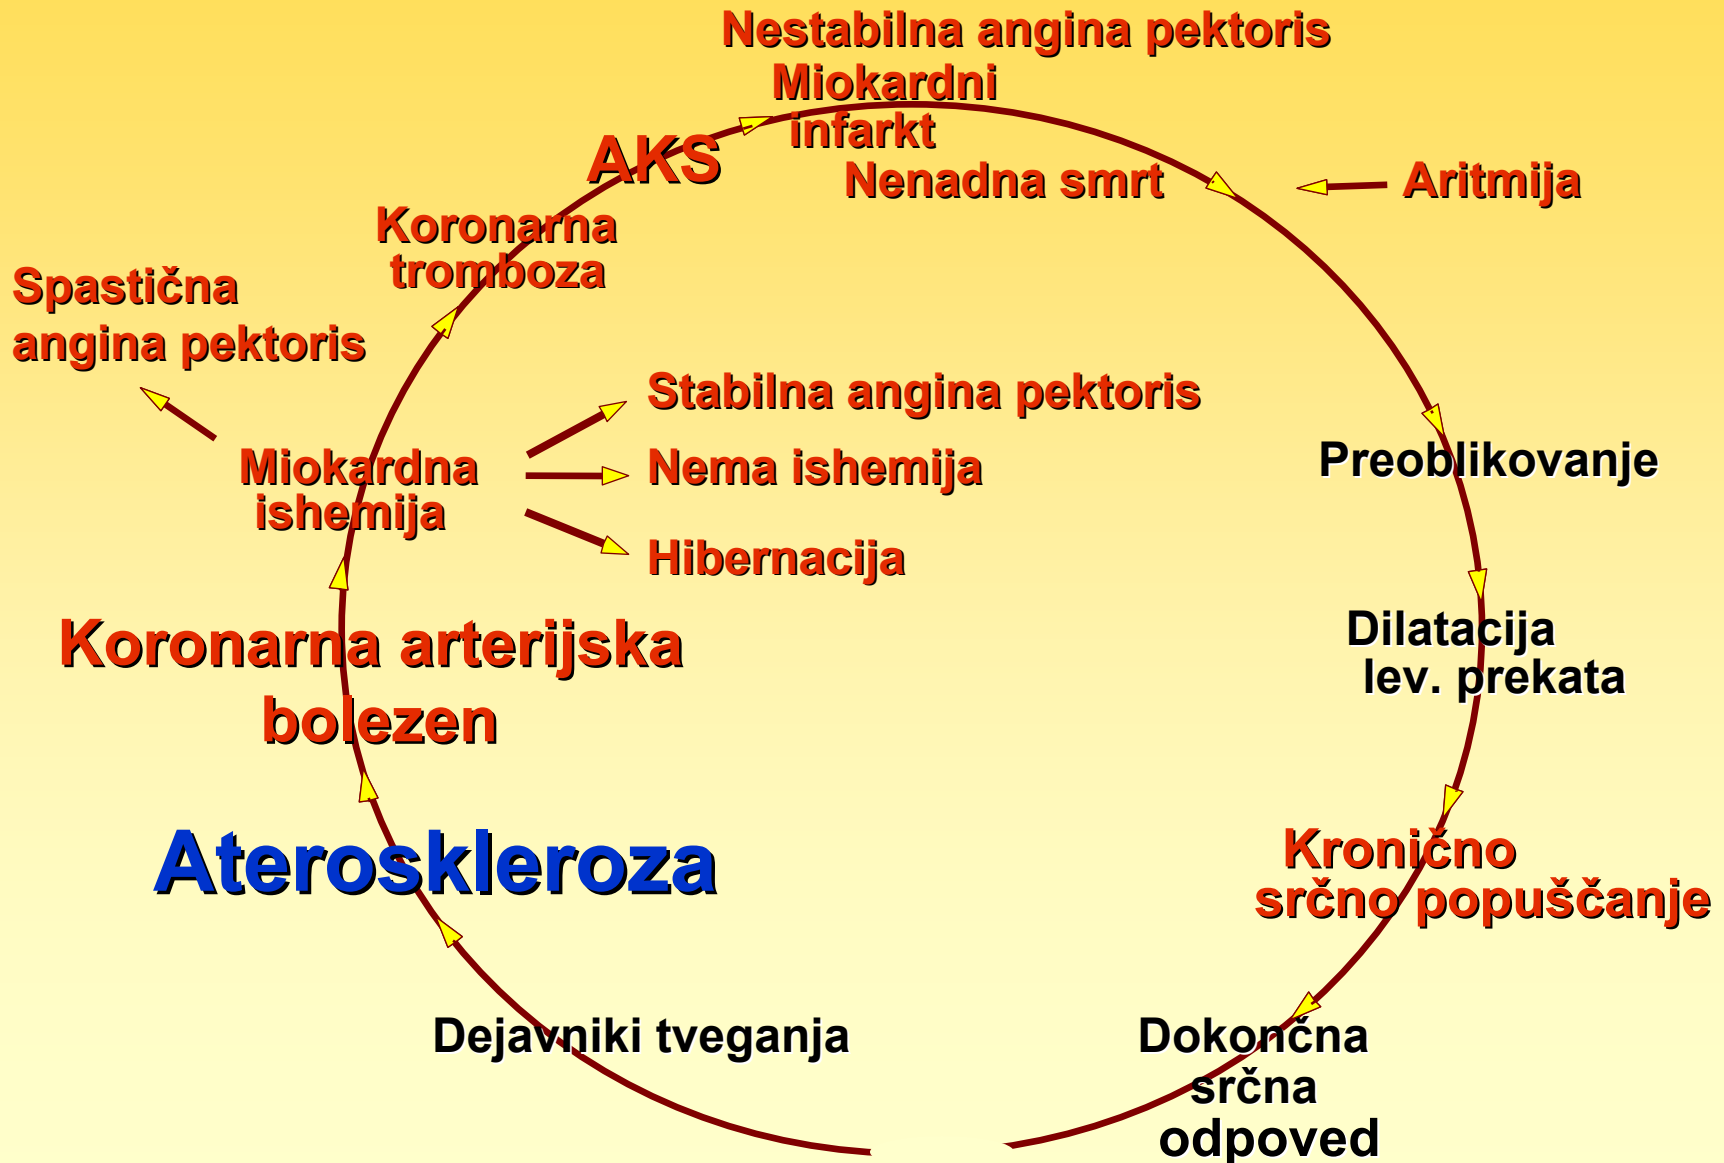 Nestabilna angina pektoris
Miokardni
infarkt
AKS
Nenadna smrt
Aritmija
Koronarna
tromboza
Spastična
angina pektoris
Stabilna angina pektoris
Miokardna
ishemija
Nema ishemija
Hibernacija
Preoblikovanje
Koronarna arterijska
bolezen
Dilatacija
lev. prekata
Ateroskleroza
Kronično
srčno popuščanje
Dejavniki tveganja
Dokončna
srčna
odpoved